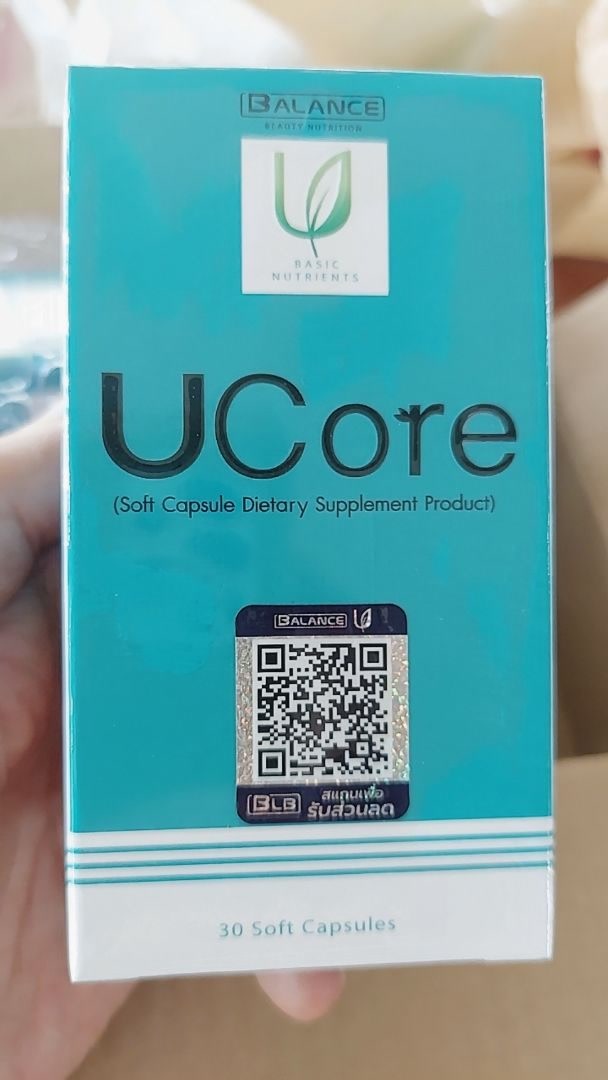 BALANCE
BEAUTY NUTRITION
U
BASIC
NUTRIENTS
UCore
(Soft Capsule Dietary Supplement Product)
BALANCE U
BLB
สแกนเพื่อ
รับส่วนลด
30 Soft Capsules